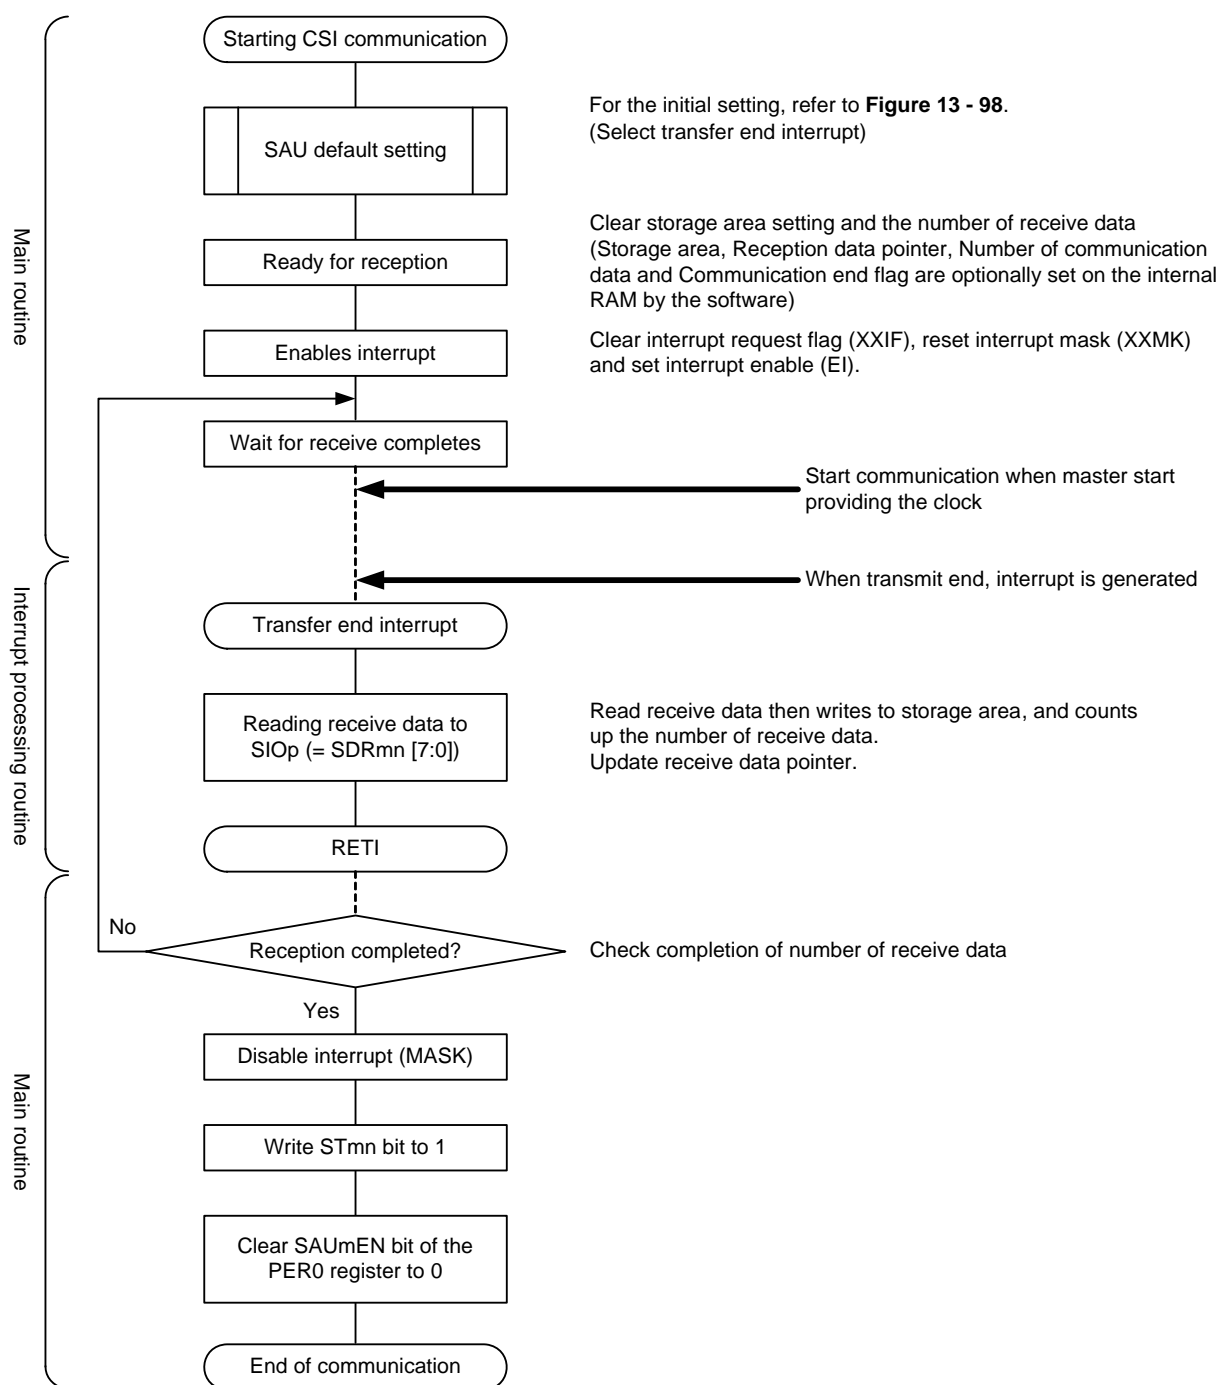 Starting CSI communication
For the initial setting, refer to Figure 13 - 98.
(Select transfer end interrupt)
SAU default setting
Main routine
Clear storage area setting and the number of receive data
(Storage area, Reception data pointer, Number of communication
data and Communication end flag are optionally set on the internal
RAM by the software)
Ready for reception
Enables interrupt
Clear interrupt request flag (XXIF), reset interrupt mask (XXMK)
and set interrupt enable (EI).
Wait for receive completes
Start communication when master start
providing the clock
When transmit end, interrupt is generated
Interrupt processing routine
Transfer end interrupt
Reading receive data to
SIOp (= SDRmn [7:0])
Read receive data then writes to storage area, and counts
up the number of receive data.
Update receive data pointer.
RETI
No
Reception completed?
Check completion of number of receive data
Yes
Main routine
Disable interrupt (MASK)
Write STmn bit to 1
Clear SAUmEN bit of the
PER0 register to 0
End of communication